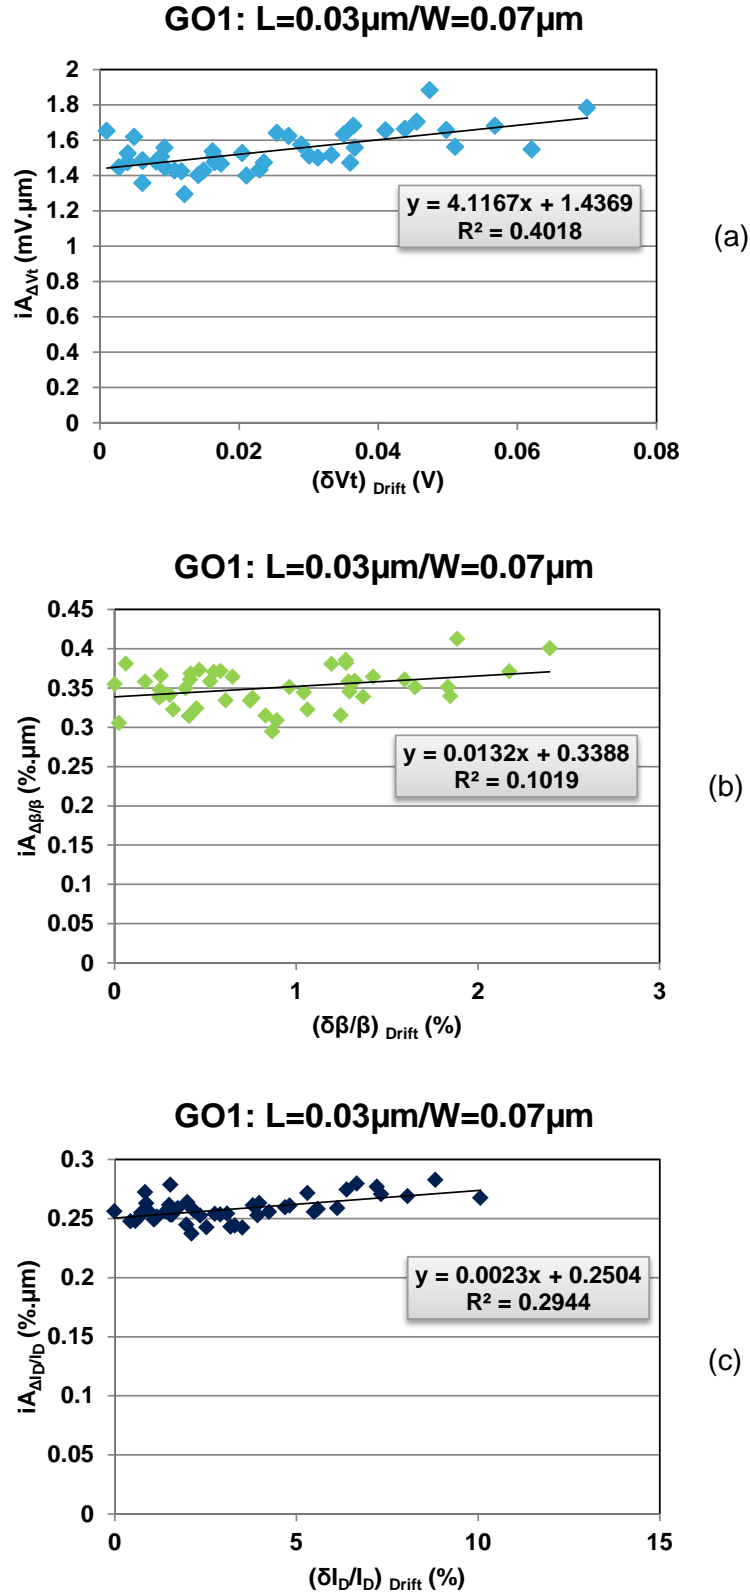 GO1: L=0.03µm/W=0.07µm
2
1.8
1.6
1.4
1.2
1
0.8
0.6
0.4
0.2
0
iAΔVt (mV.µm)
y = 4.1167x + 1.4369
R² = 0.4018
(a)
0 0.02 0.04 0.06 0.08
(δVt) Drift (V)
GO1: L=0.03µm/W=0.07µm
0.45
0.4
0.35
0.3
0.25
0.2
0.15
0.1
0.05
0
iAΔβ/β (%.µm)
y = 0.0132x + 0.3388
R² = 0.1019
(b)
0 1 2 3
(δβ/β) Drift (%)
GO1: L=0.03µm/W=0.07µm
0.3
0.25
0.2
0.15
0.1
0.05
0
iAΔID/ID (%.µm)
y = 0.0023x + 0.2504
R² = 0.2944
(c)
0 5 10 15
(δID/ID) Drift (%)